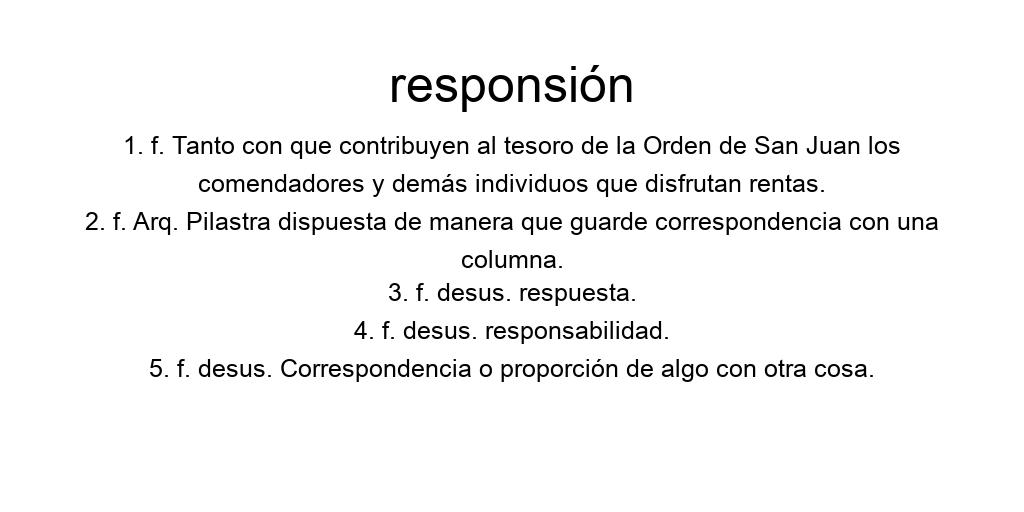 responsión
1. f. Tanto con que contribuyen al tesoro de la Orden de San Juan los
comendadores y demás individuos que disfrutan rentas.
2. f. Arq. Pilastra dispuesta de manera que guarde correspondencia con una
columna.
3. f. desus. respuesta.
4. f. desus. responsabilidad.
5. f. desus. Correspondencia o proporción de algo con otra cosa.